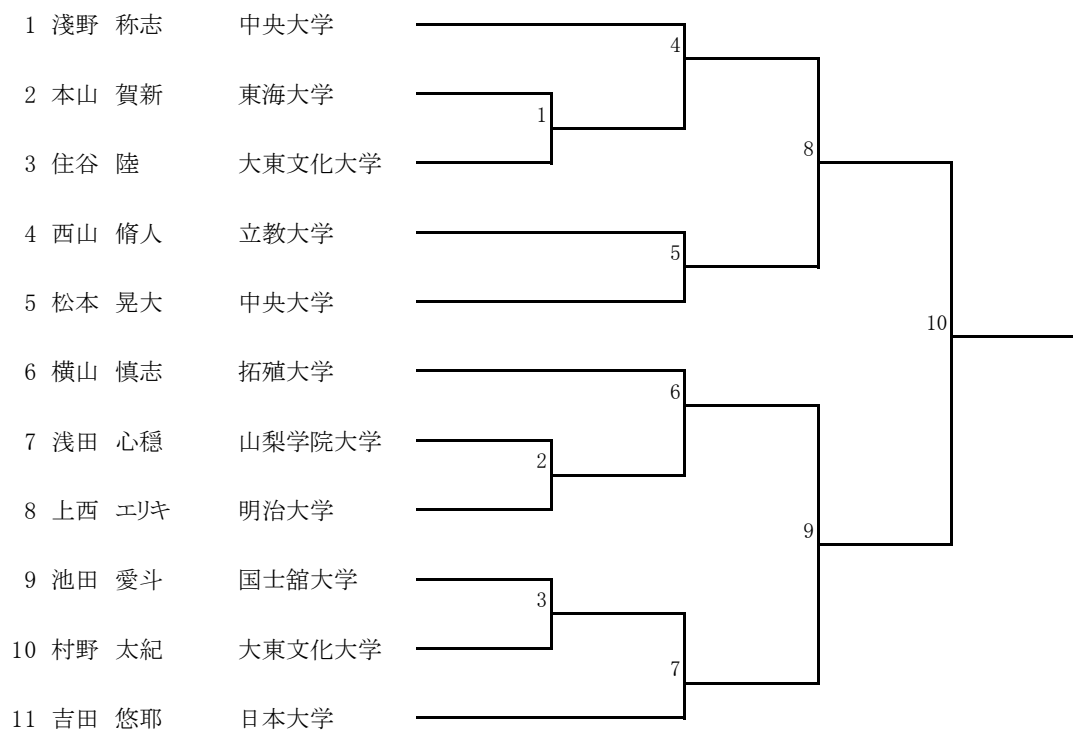 1 淺野 称志 中央大学
4
2 本山 賀新 東海大学
1
8
3 住谷 陸 大東文化大学
4 西山 脩人 立教大学
5
5 松本 晃大 中央大学
10
6 横山 慎志 拓殖大学
6
7 浅田 心穏 山梨学院大学
2
8 上西 エリキ 明治大学
9
9 池田 愛斗 国士舘大学
3
10 村野 太紀 大東文化大学
7
11 吉田 悠耶 日本大学